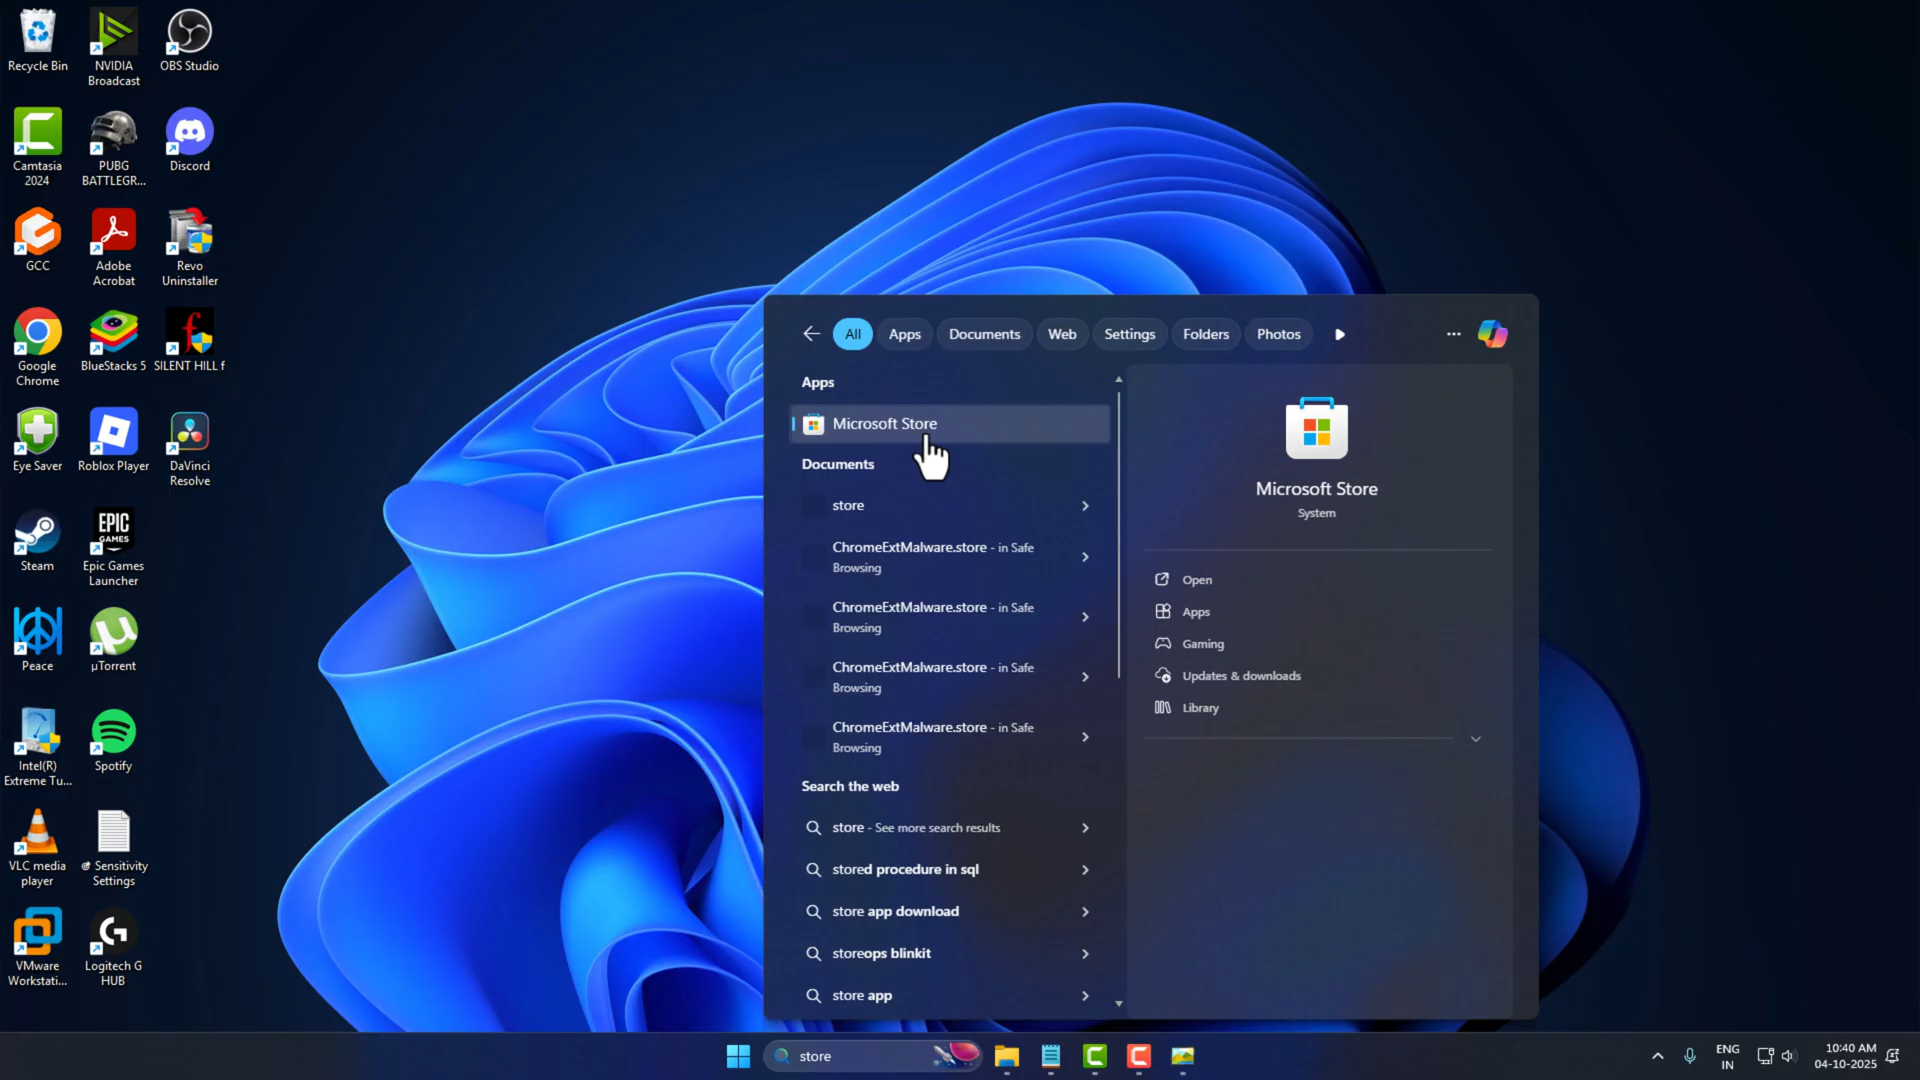 Recycle Bin
NVIDIA
Broadcast
OBS Studio
Camtasia
2024
PUBG
BATTLEGR...
Discord
GCC
Adobe
Acrobat
Revo
Uninstaller
Google
Chrome
BlueStacks 5
SILENT HILL f
Eye Saver
Roblox Player
DaVinci
Resolve
Steam
EPIC
GAMES
Epic Games
Launcher
Peace
µTorrent
Intel(R)
Extreme Tu...
Spotify
VLC media
player
Sensitivity
Settings
VMware
Workstati...
Logitech G
HUB
All
Apps
Documents
Web
Settings
Folders
Photos
Apps
Microsoft Store
Documents
store
ChromeExtMalware.store - in Safe
Browsing
ChromeExtMalware.store - in Safe
Browsing
ChromeExtMalware.store - in Safe
Browsing
ChromeExtMalware.store - in Safe
Browsing
Search the web
store - See more search results
stored procedure in sql
store app download
storeops blinkit
store app
Microsoft Store
System
Open
Apps
Gaming
Updates & downloads
Library
store
ENG
IN
10:40 AM
04-10-2025